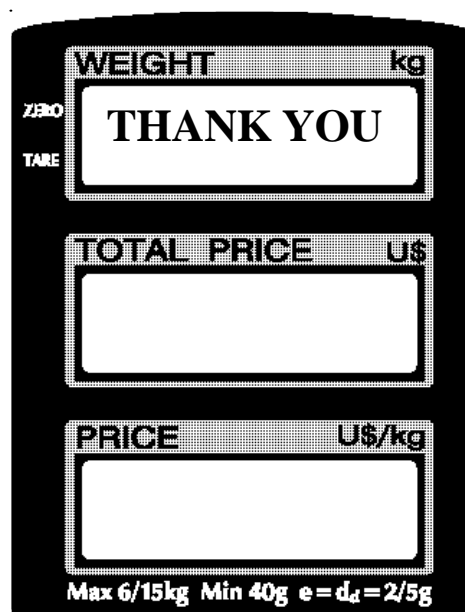 WEIGHT kg
ZERO
THANK YOU
TARE
TOTAL PRICE U$
PRICE U$/kg
Max 6/15kg Min 40g e=dd=2/5g